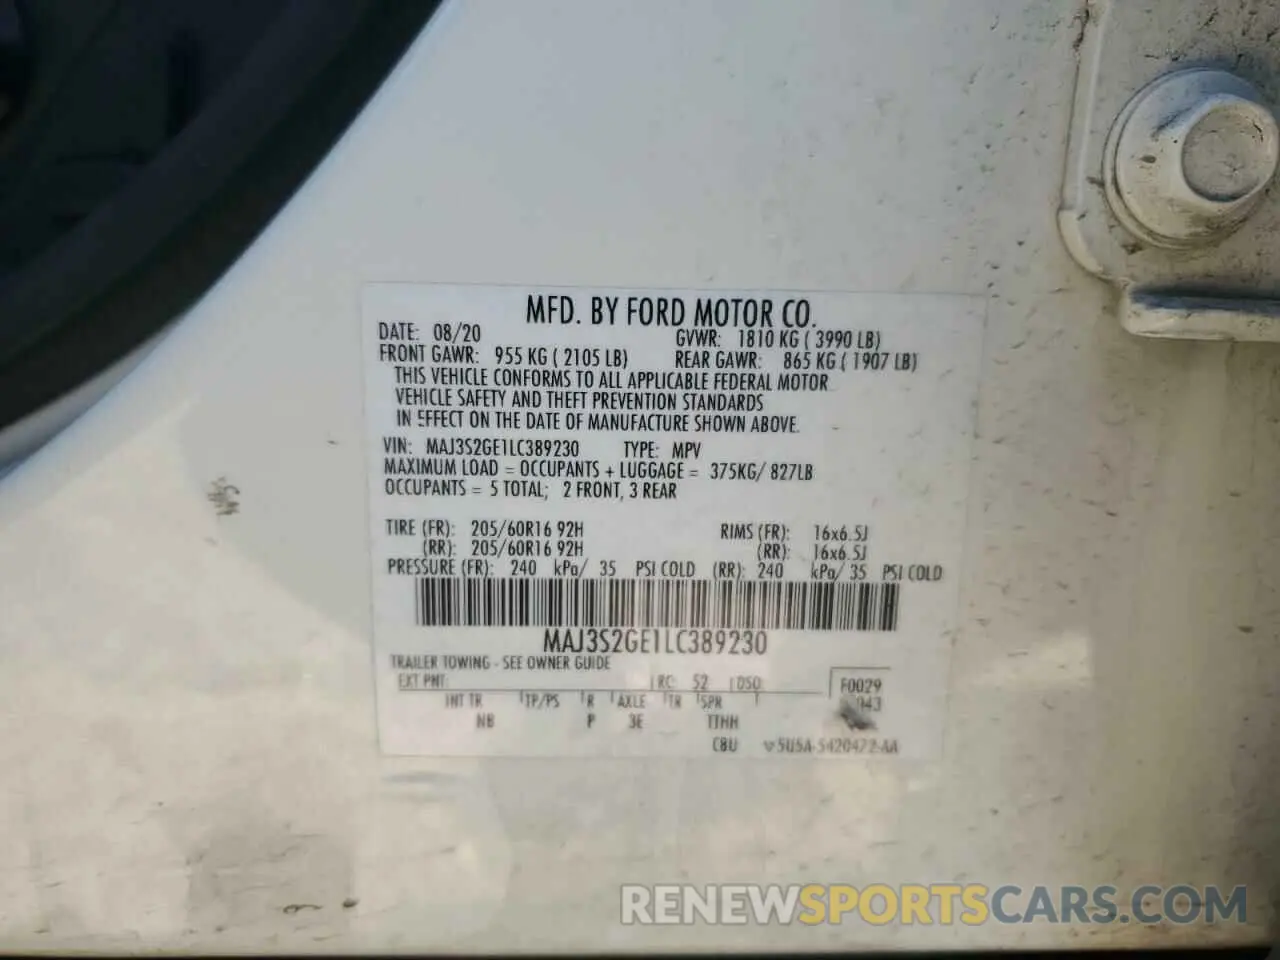 MFD. BY FORD MOTOR CO.
DATE: 08/20 GVWR: 1810 KG ( 3990 LB)
FRONT GAWR: 955 KG ( 2105 LB) REAR GAWR: 865 KG ( 1907 LB)
THIS VEHICLE CONFORMS TO ALL APPLICABLE FEDERAL MOTOR
VEHICLE SAFETY AND THEFT PREVENTION STANDARDS
IN EFFECT ON THE DATE OF MANUFACTURE SHOWN ABOVE.
VIN: MAJ3S2GE1LC389230 TYPE: MPV
MAXIMUM LOAD = OCCUPANTS + LUGGAGE = 375KG/ 827LB
OCCUPANTS = 5 TOTAL; 2 FRONT, 3 REAR
TIRE (FR): 205/60R16 92H RIMS (FR): 16x6.5J
(RR): 205/60R16 92H (RR): 16x6.5J
PRESSURE (FR): 240 kPa/ 35 PSI COLD (RR): 240 kPa/ 35 PSI COLD
MAJ3S2GE1LC389230
TRAILER TOWING - SEE OWNER GUIDE
EXT PNT: RC: 52 DSO:
F0029
INT TR TP/PS R AXLE TR SPR
NB P 3E TTHH
CBU 5U5A-5420472-AA
RENEWSPORTSCARS.COM